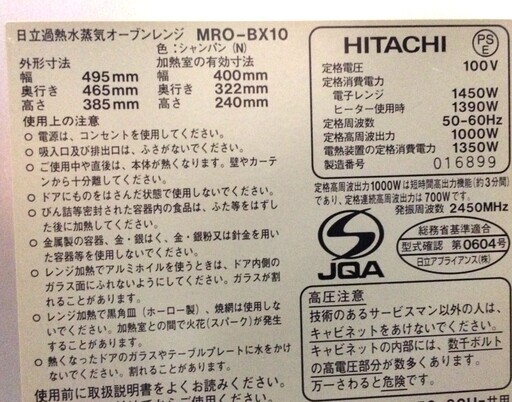 日立過熱水蒸気オーブンレンジ MRO-BX10
色：シャンパン（N）
外形寸法 加熱室の有効寸法
幅 495mm 幅 400mm
奥行き 465mm 奥行き 322mm
高さ 385mm 高さ 240mm
使用上の注意
○ 電源は、コンセントを使用してください。
○ 吸入口及び排出口は、ふさがないでください。
○ ご使用中や直後は、本体が熱くなります。壁やカーテ
ンから十分離してください。
○ ドアにものをはさんだ状態で使用しないでください。
○ びん詰等密封された容器内の食品は、ふた等をはずし
た後に加熱してください。
○ 金属製の容器、金・銀はく、金・銀粉又は針金を用い
た容器等を使用しないでください。
○ レンジ加熱でアルミホイルを使うときは、ドア内側の
ガラス面にふれないようにしてください。ガラスが割
れることがあります。
○ レンジ加熱で黒角皿（ホーロー製）、焼網は使用しな
いでください。加熱室との間で火花（スパーク）が発
生することがあります。
○ 熱くなったドアのガラスやテーブルプレートに水をかけ
ないでください。割れることがあります。
使用前に取扱説明書をよくお読みください。
HITACHI PS
E
定格電圧 100V
定格消費電力
電子レンジ 1450W
ヒーター使用時 1390W
定格周波数 50-60Hz
定格高周波出力 1000W
電熱装置の定格消費電力 1350W
製造番号 016899
定格高周波出力1000Wは短時間高出力機能（約3分間）
であり、定格連続高周波出力は700Wです。
発振周波数 2450MHz
JQA
総務省基準適合
型式確認 第0604号
日立アプライアンス（株）
高圧注意
技術のあるサービスマン以外の人は、
キャビネットをあけないでください。
キャビネットの内部には、数千ボルト
の高電圧部分が数多くあります。
万一さわると危険です。